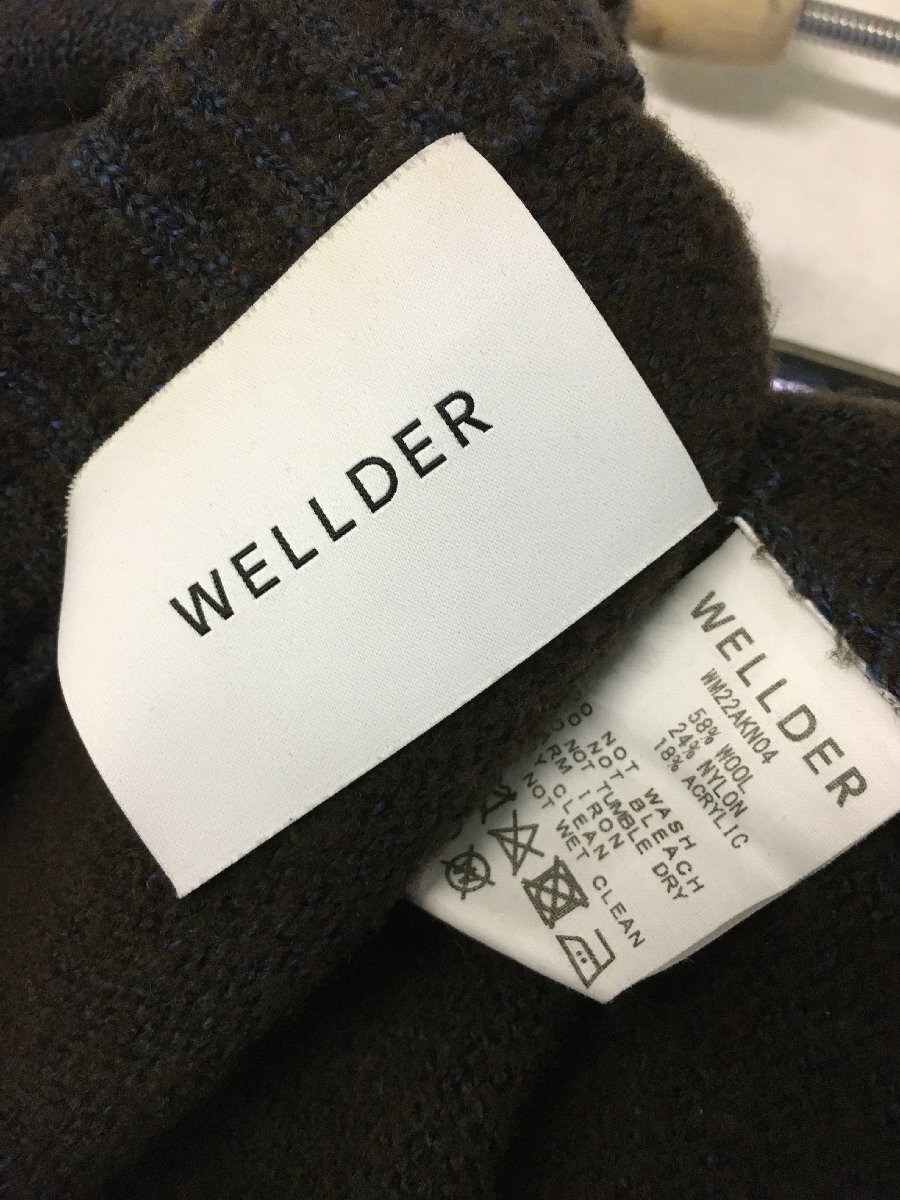 WELLDER
WELLDER
WM22AKN04
58% WOOL
24% NYLON
18% ACRYLIC
NOT WASH
NOT BLEACH
NOT TUMBLE DRY
IRON
CLEAN
NOT WET CLEAN